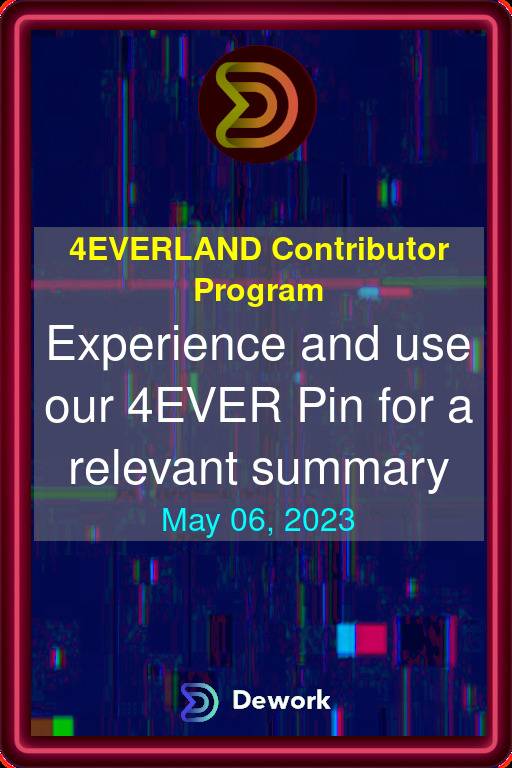 4EVERLAND Contributor
Program
Experience and use
our 4EVER Pin for a
relevant summary
May 06, 2023
Dework